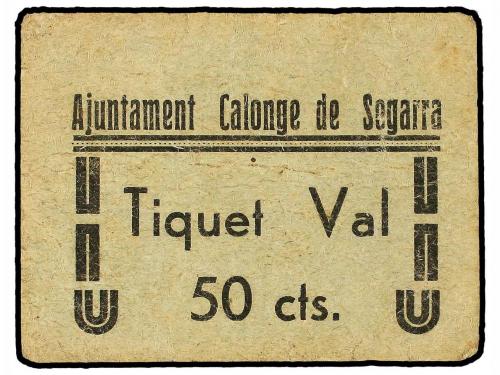 Ajuntament Calonge de Segarra
Tiquet Val
50 cts.